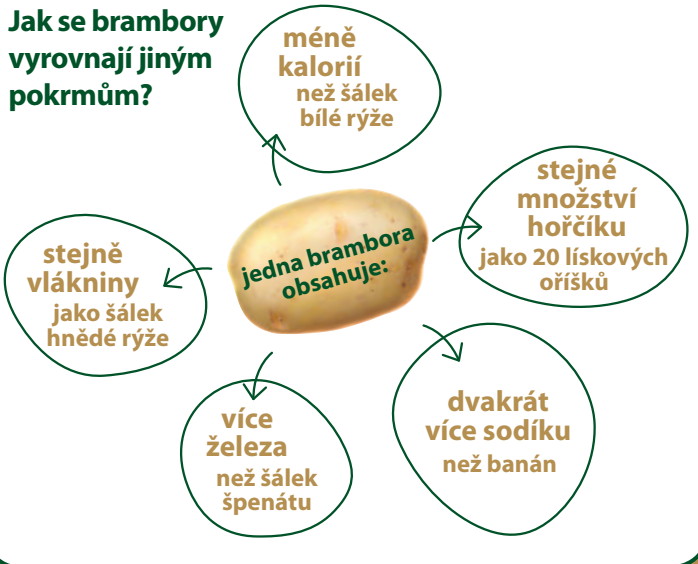 Jak se brambory
vyrovnají jiným
pokrmům?
méně
kalorií
než šálek
bílé rýže
stejné
množství
hořčíku
jako 20 lískových
oříšků
jedna brambora
obsahuje:
stejně
vlákniny
jako šálek
hnědé rýže
více
železa
než šálek
špenátu
dvakrát
více sodíku
než banán